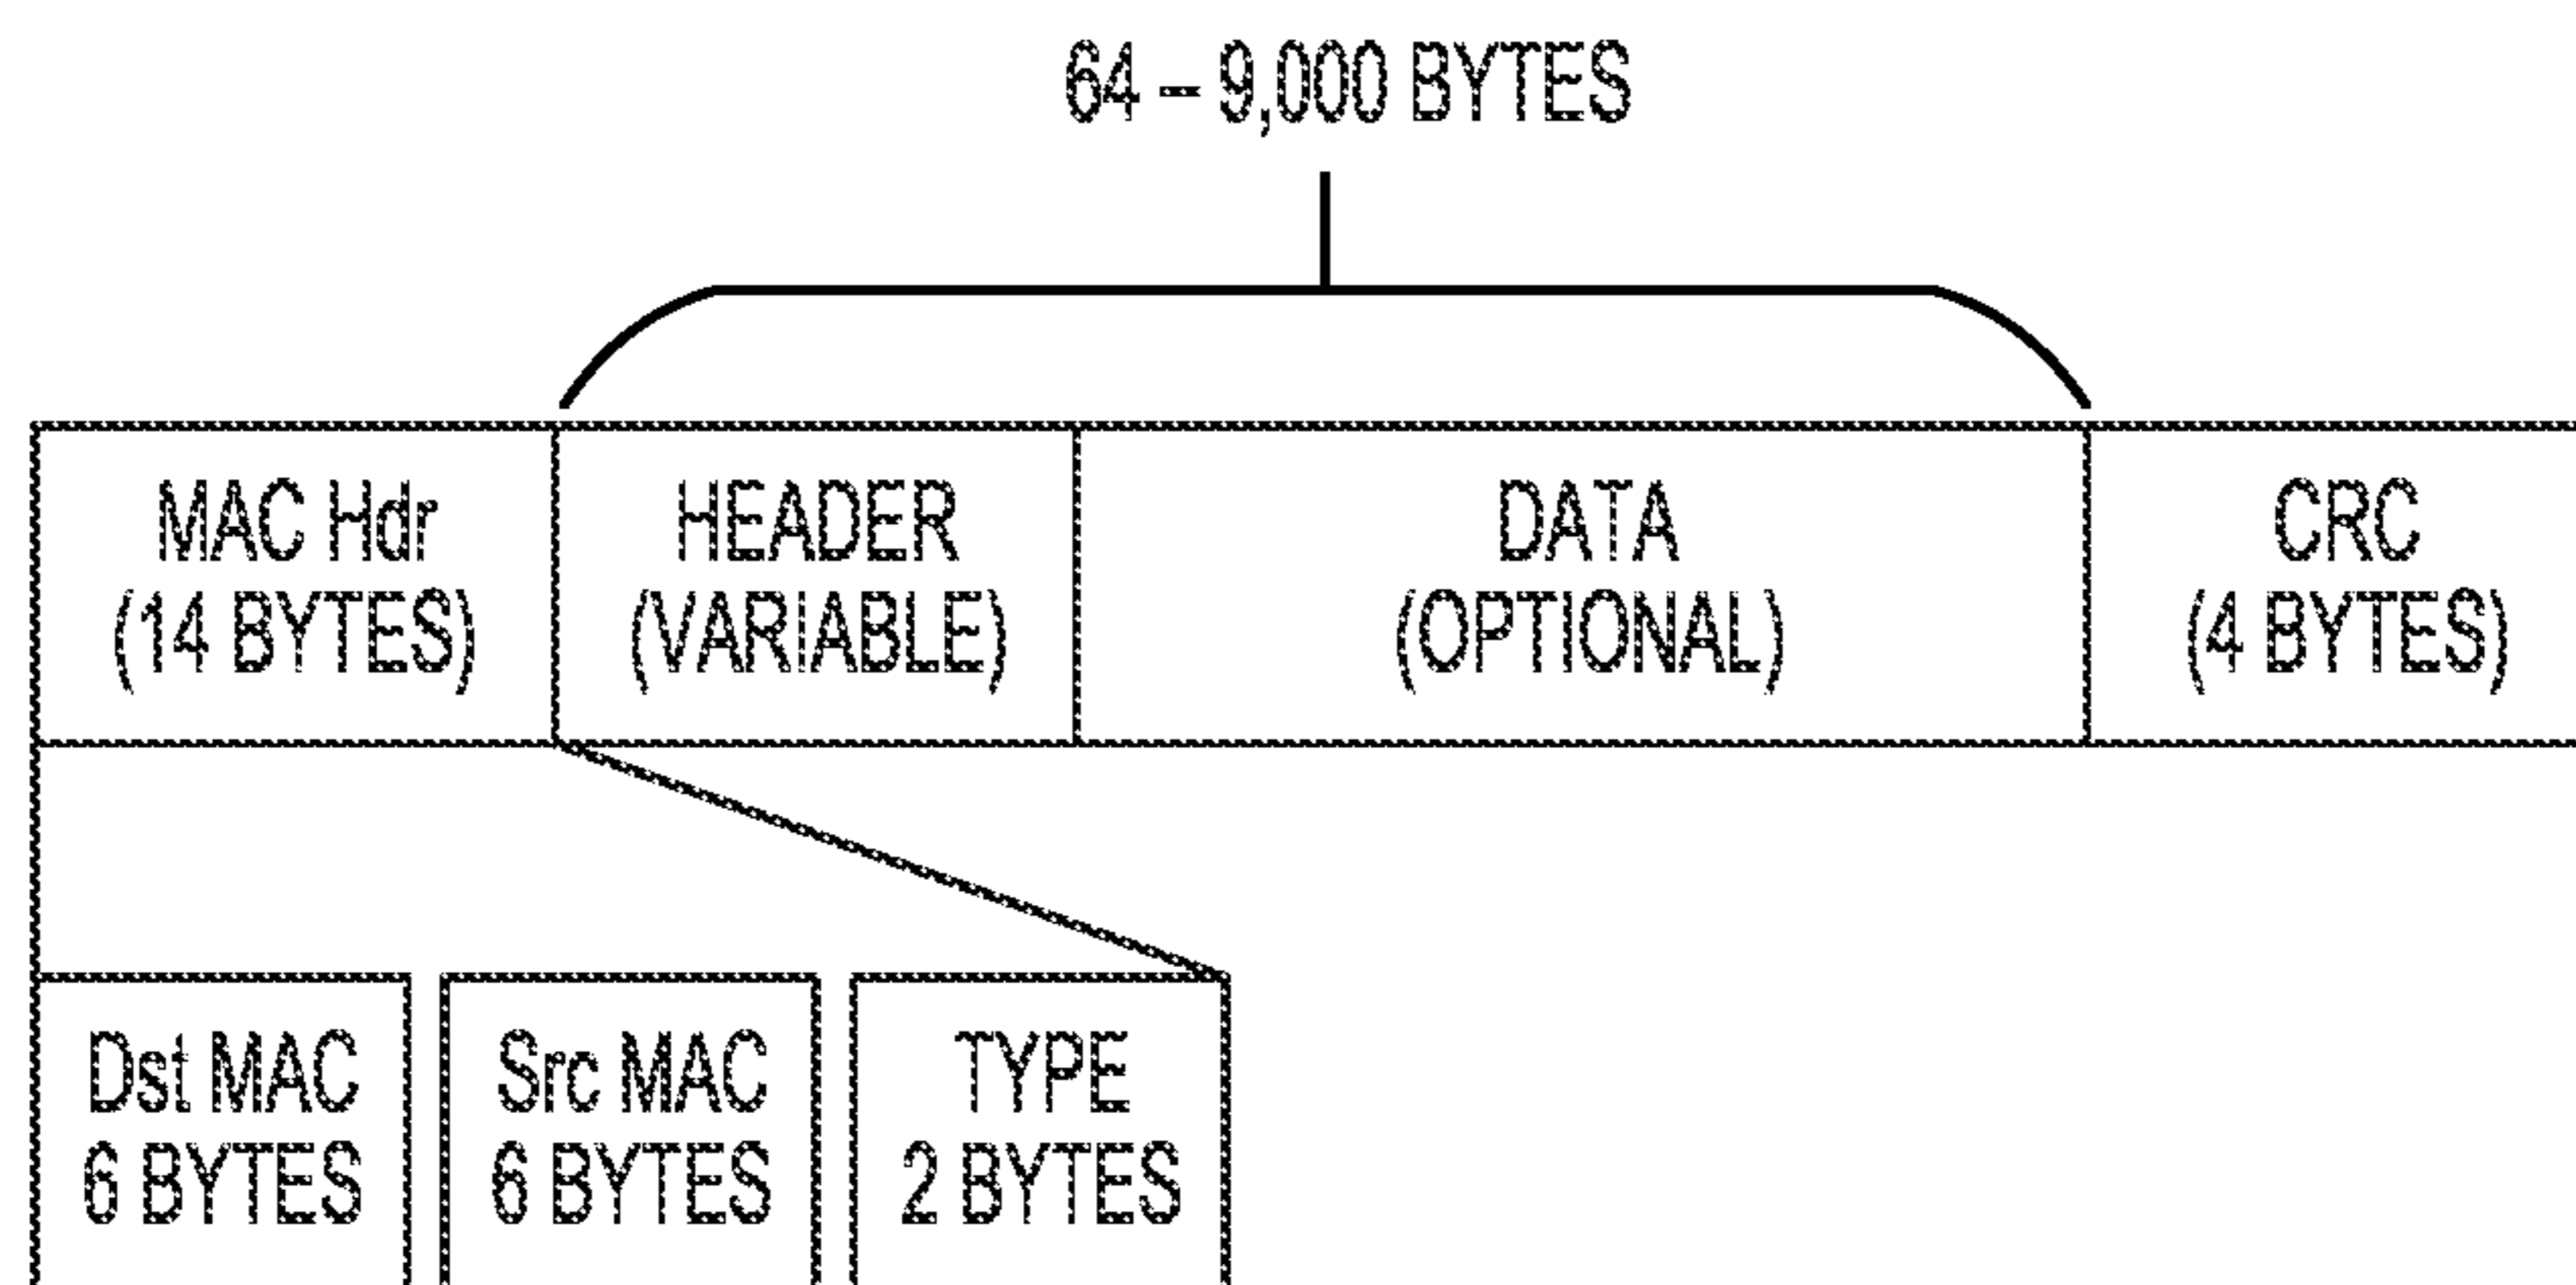 64 – 9,000 BYTES
MAC Hdr
(14 BYTES)
HEADER
(VARIABLE)
DATA
(OPTIONAL)
CRC
(4 BYTES)
Dst MAC
6 BYTES
Src MAC
6 BYTES
TYPE
2 BYTES